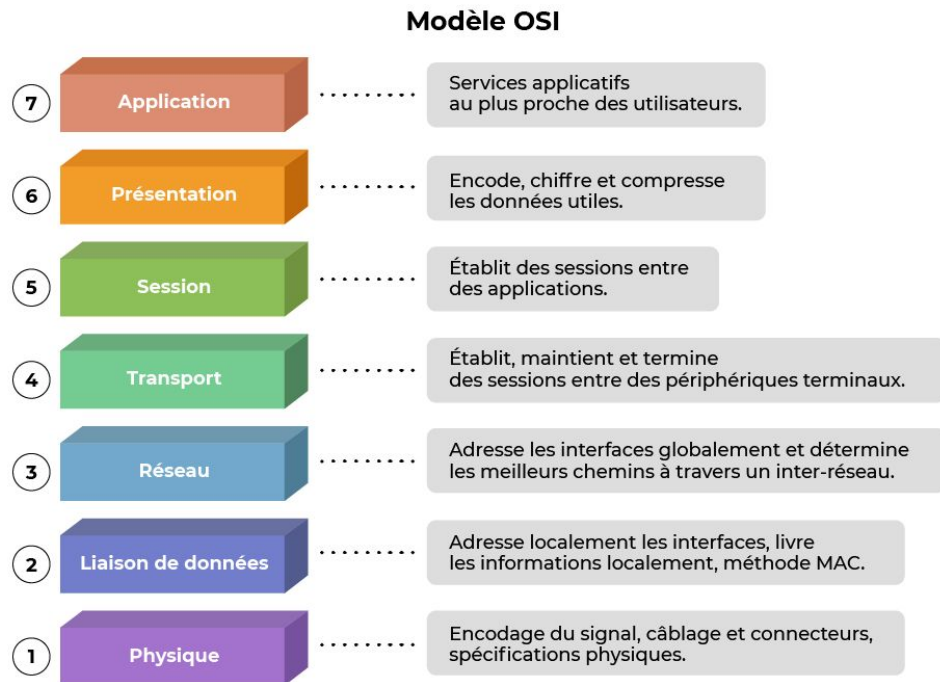 Modèle OSI
7
Application
Services applicatifs
au plus proche des utilisateurs.
6
Présentation
Encode, chiffre et compresse
les données utiles.
5
Session
Établit des sessions entre
des applications.
4
Transport
Établit, maintient et termine
des sessions entre des périphériques terminaux.
3
Réseau
Adresse les interfaces globalement et détermine
les meilleurs chemins à travers un inter-réseau.
2
Liaison de données
Adresse localement les interfaces, livre
les informations localement, méthode MAC.
1
Physique
Encodage du signal, câblage et connecteurs,
spécifications physiques.